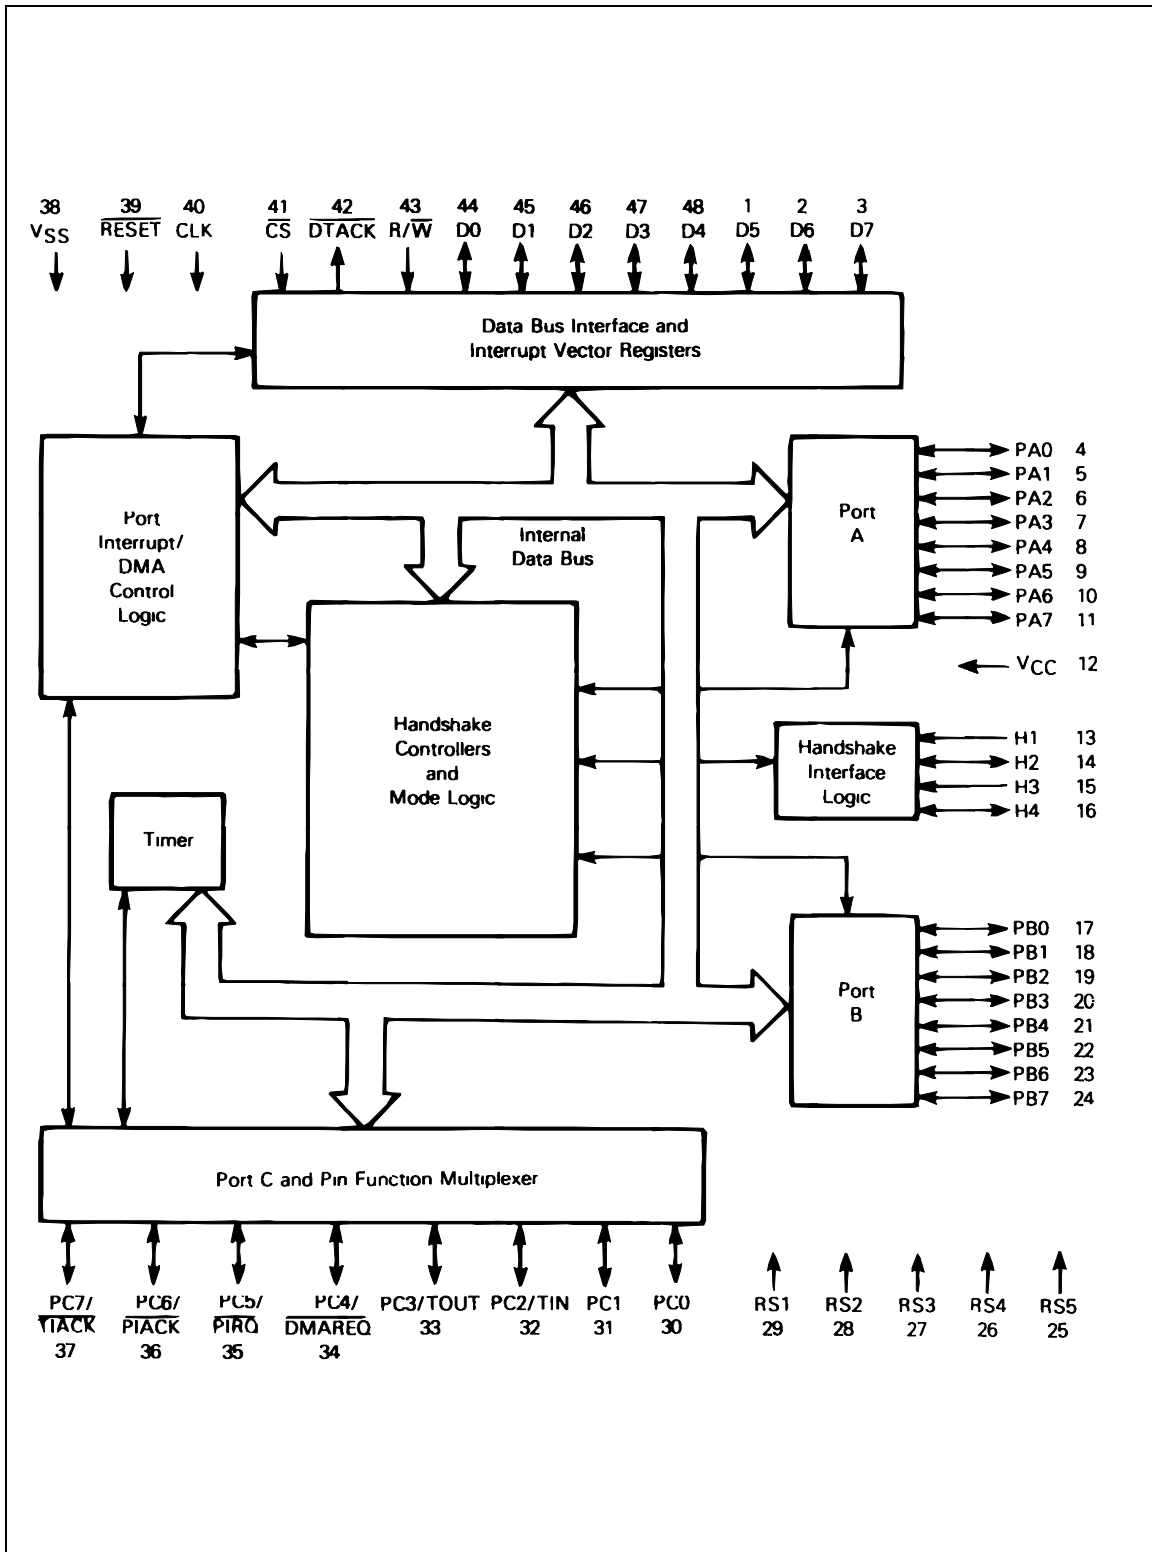 38 39 40 41 42 43 44 45 46 47 48 1 2 3
VSS RESET CLK CS DTACK R/W D0 D1 D2 D3 D4 D5 D6 D7
Data Bus Interface and
Interrupt Vector Registers
Port
Interrupt/
DMA
Control
Logic
Internal
Data Bus
Port
A
PA0 4
PA1 5
PA2 6
PA3 7
PA4 8
PA5 9
PA6 10
PA7 11
VCC 12
Handshake
Controllers
and
Mode Logic
Handshake
Interface
Logic
H1 13
H2 14
H3 15
H4 16
Timer
Port
B
PB0 17
PB1 18
PB2 19
PB3 20
PB4 21
PB5 22
PB6 23
PB7 24
Port C and Pin Function Multiplexer
PC7/ PC6/ PC5/ PC4/ PC3/TOUT PC2/TIN PC1 PC0 RS1 RS2 RS3 RS4 RS5
TIACK PIACK PIRQ DMAREQ 33 32 31 30 29 28 27 26 25
37 36 35 34